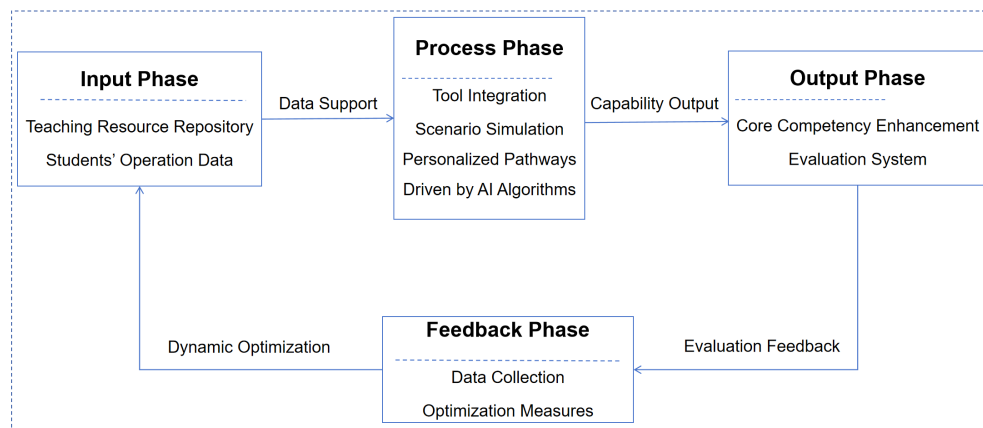 Input Phase
Teaching Resource Repository
Students’ Operation Data
Data Support
Process Phase
Tool Integration
Scenario Simulation
Personalized Pathways
Driven by AI Algorithms
Capability Output
Output Phase
Core Competency Enhancement
Evaluation System
Evaluation Feedback
Feedback Phase
Data Collection
Optimization Measures
Dynamic Optimization